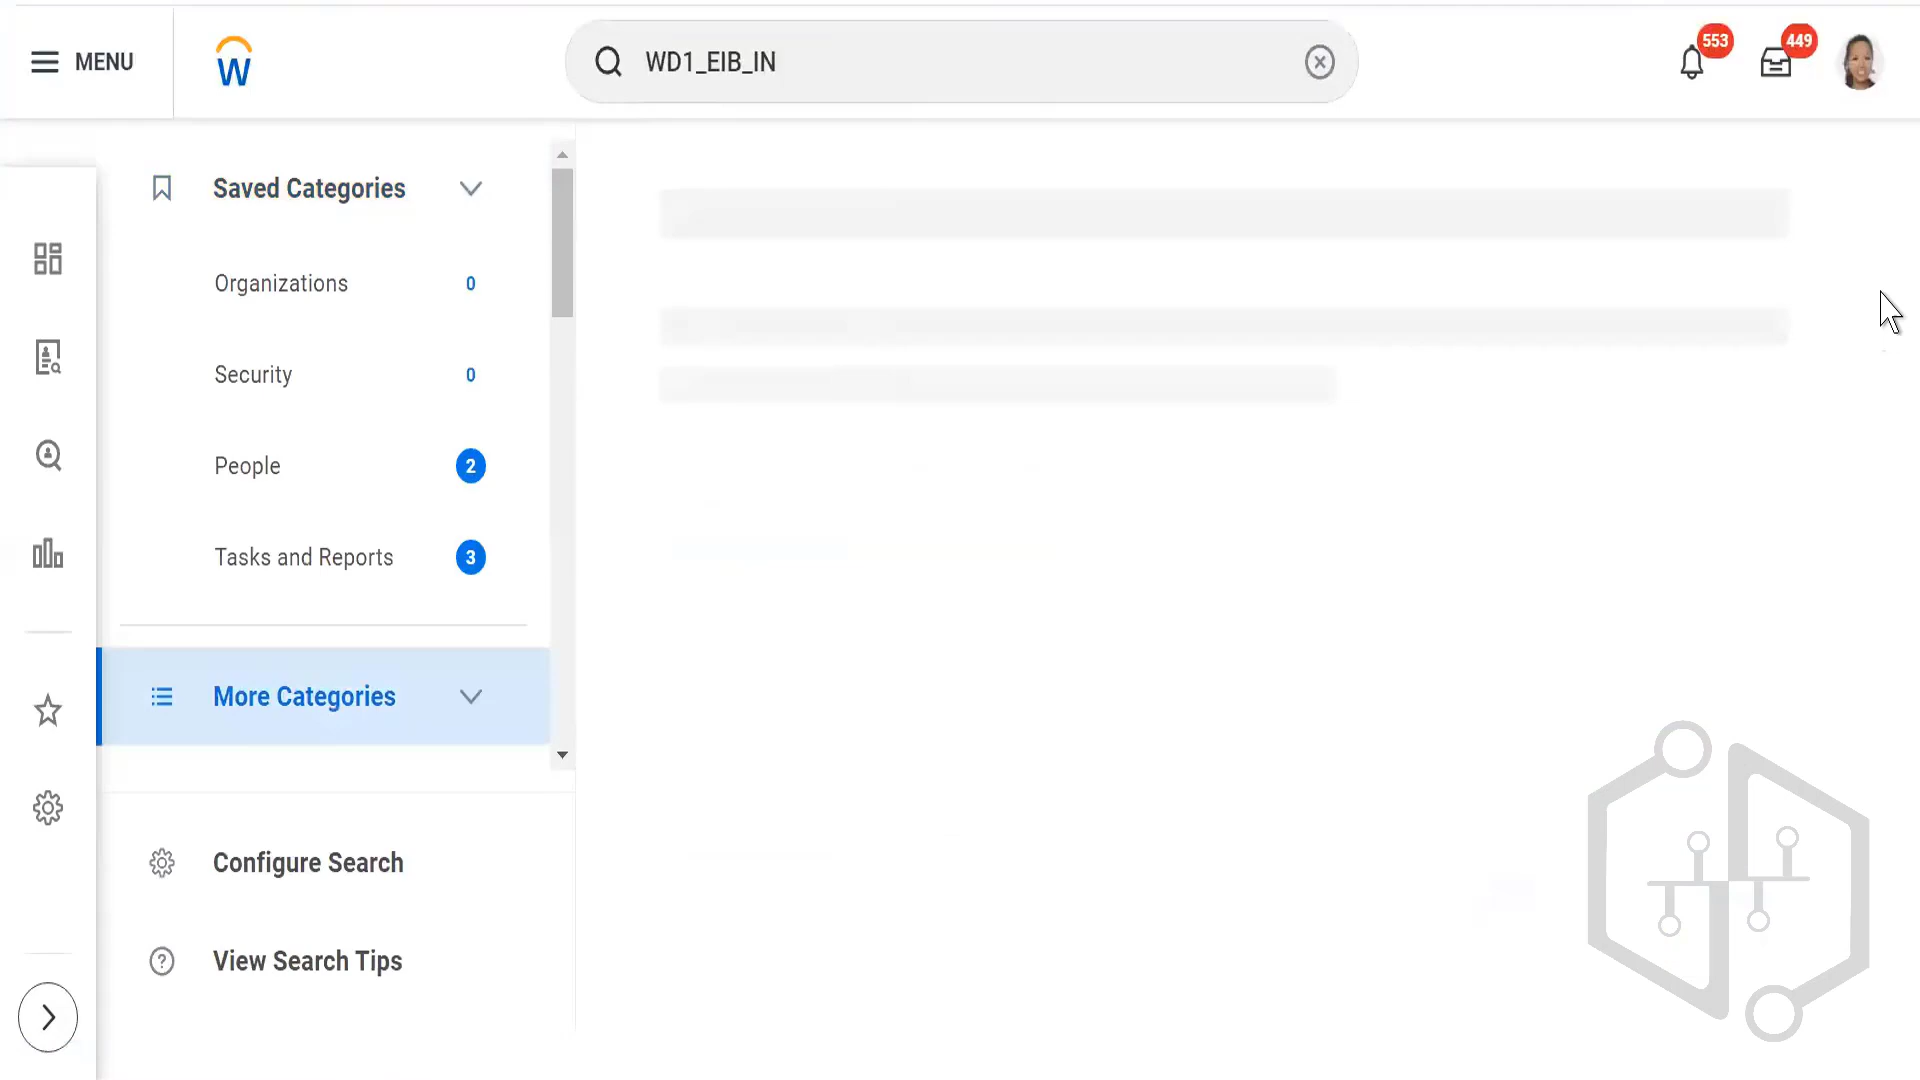 MENU
W
WD1_EIB_IN
553
449
Saved Categories
Organizations 0
Security 0
People 2
Tasks and Reports 3
More Categories
Configure Search
View Search Tips